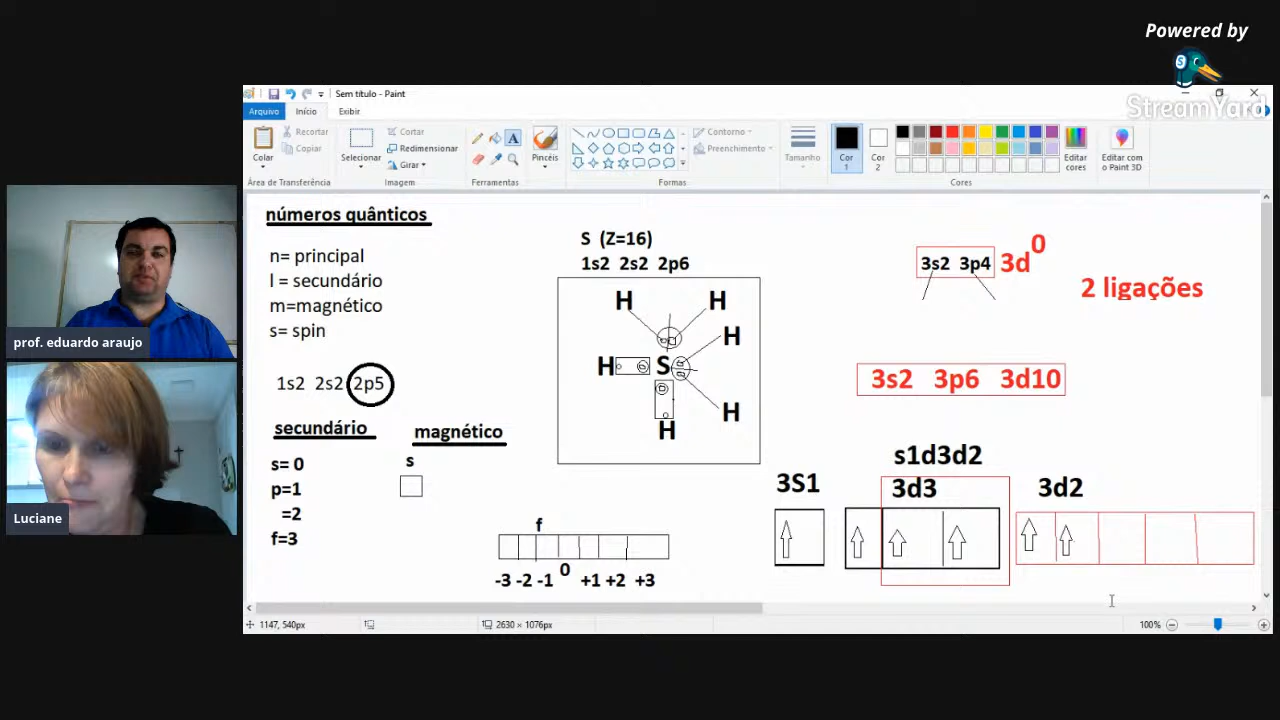 Powered by
StreamYard
Sem título - Paint
Arquivo
Início
Exibir
Colar
Recortar
Copiar
Área de Transferência
Selecionar
Cortar
Redimensionar
Girar
Imagem
Ferramentas
Pincéis
Formas
Contorno
Preenchimento
Tamanho
Cor 1
Cor 2
Cores
Editar cores
Editar com o Paint 3D
prof. eduardo araujo
Luciane
números quânticos
n= principal
l = secundário
m=magnético
s= spin
1s2 2s2 2p5
secundário
s= 0
p=1
=2
f=3
magnético
s
f
-3 -2 -1 0 +1 +2 +3
S (Z=16)
1s2 2s2 2p6
H H
H
H S
H
H
3s2 3p4 3d0
2 ligações
3s2 3p6 3d10
s1d3d2
3S1 3d3 3d2
1147, 540px
2630 × 1076px
100%